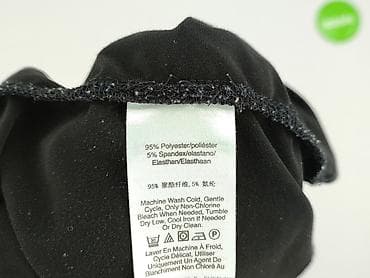 95% Polyester/poliéster
5% Spandex/elastano/
Elasthan/Elasthaan
95% 聚酯纤维, 5% 氨纶
Machine Wash Cold, Gentle
Cycle, Only Non-Chlorine
Bleach When Needed, Tumble
Dry Low, Cool Iron If Needed
Or Dry Clean.
Laver En Machine À Froid,
Cycle Délicat, Utiliser
Uniquement Un Agent De
Blanchiment Non Chloré Au